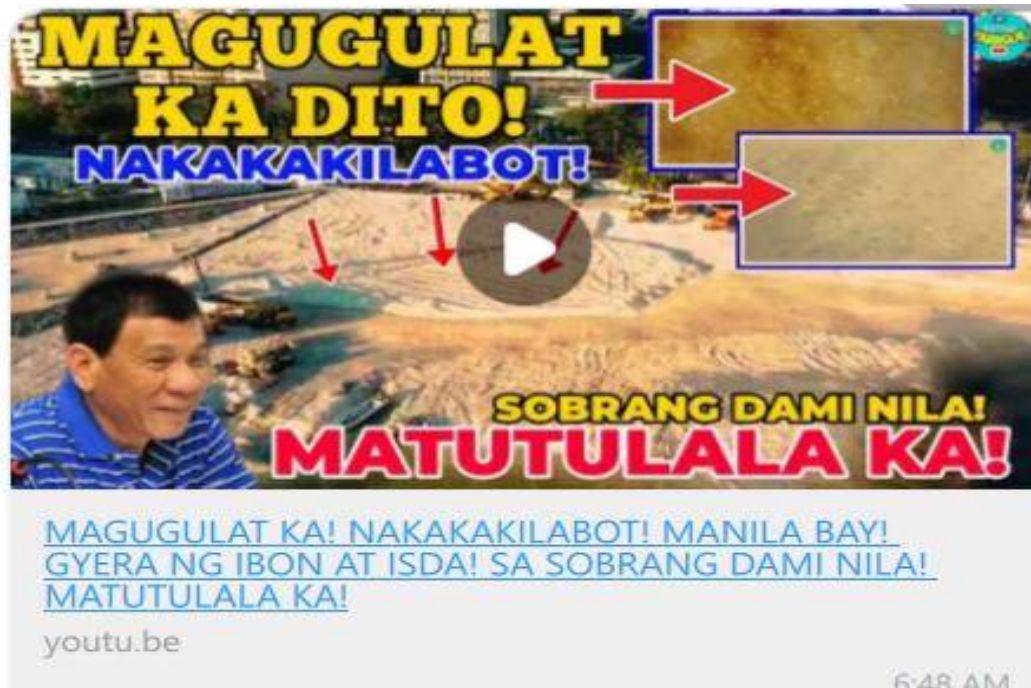 MAGUGULAT
KA DITO!
NAKAKAKILABOT!
SOBRANG DAMI NILA!
MATUTULALA KA!
MAGUGULAT KA! NAKAKAKILABOT! MANILA BAY!
GYERA NG IBON AT ISDA! SA SOBRANG DAMI NILA!
MATUTULALA KA!
youtu.be
6:48 AM